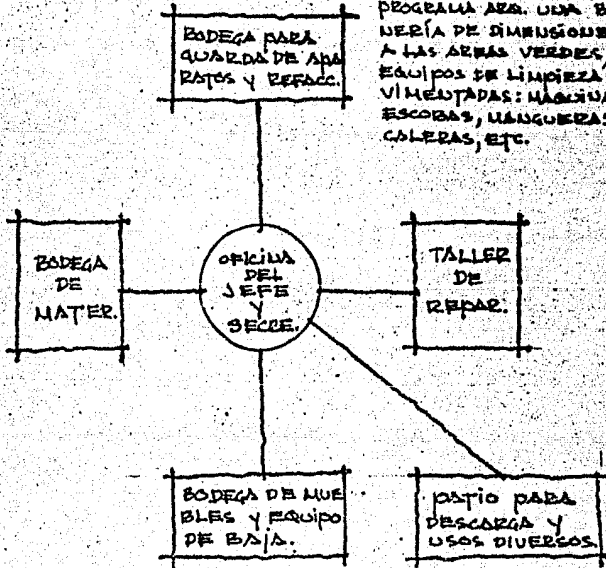 PROGRAMA ARQ. UNA B
NERÍA DE DIMENSIONE
A LAS AREAS VERDES,
EQUIPOS DE LIMPIEZA
VIMENTADAS: MAQUINA
ESCOBAS, MANGUERAS
CALERAS, ETC.
BODEGA PARA
GUARDA DE APA
RATOS Y REFACC.
BODEGA
DE
MATER.
OFICINA
DEL
JEFE
Y
SECRE.
TALLER
DE
REPAR.
BODEGA DE MUE
BLES Y EQUIPO
DE BAJA.
PATIO PARA
DESCARGA Y
USOS DIVERSOS